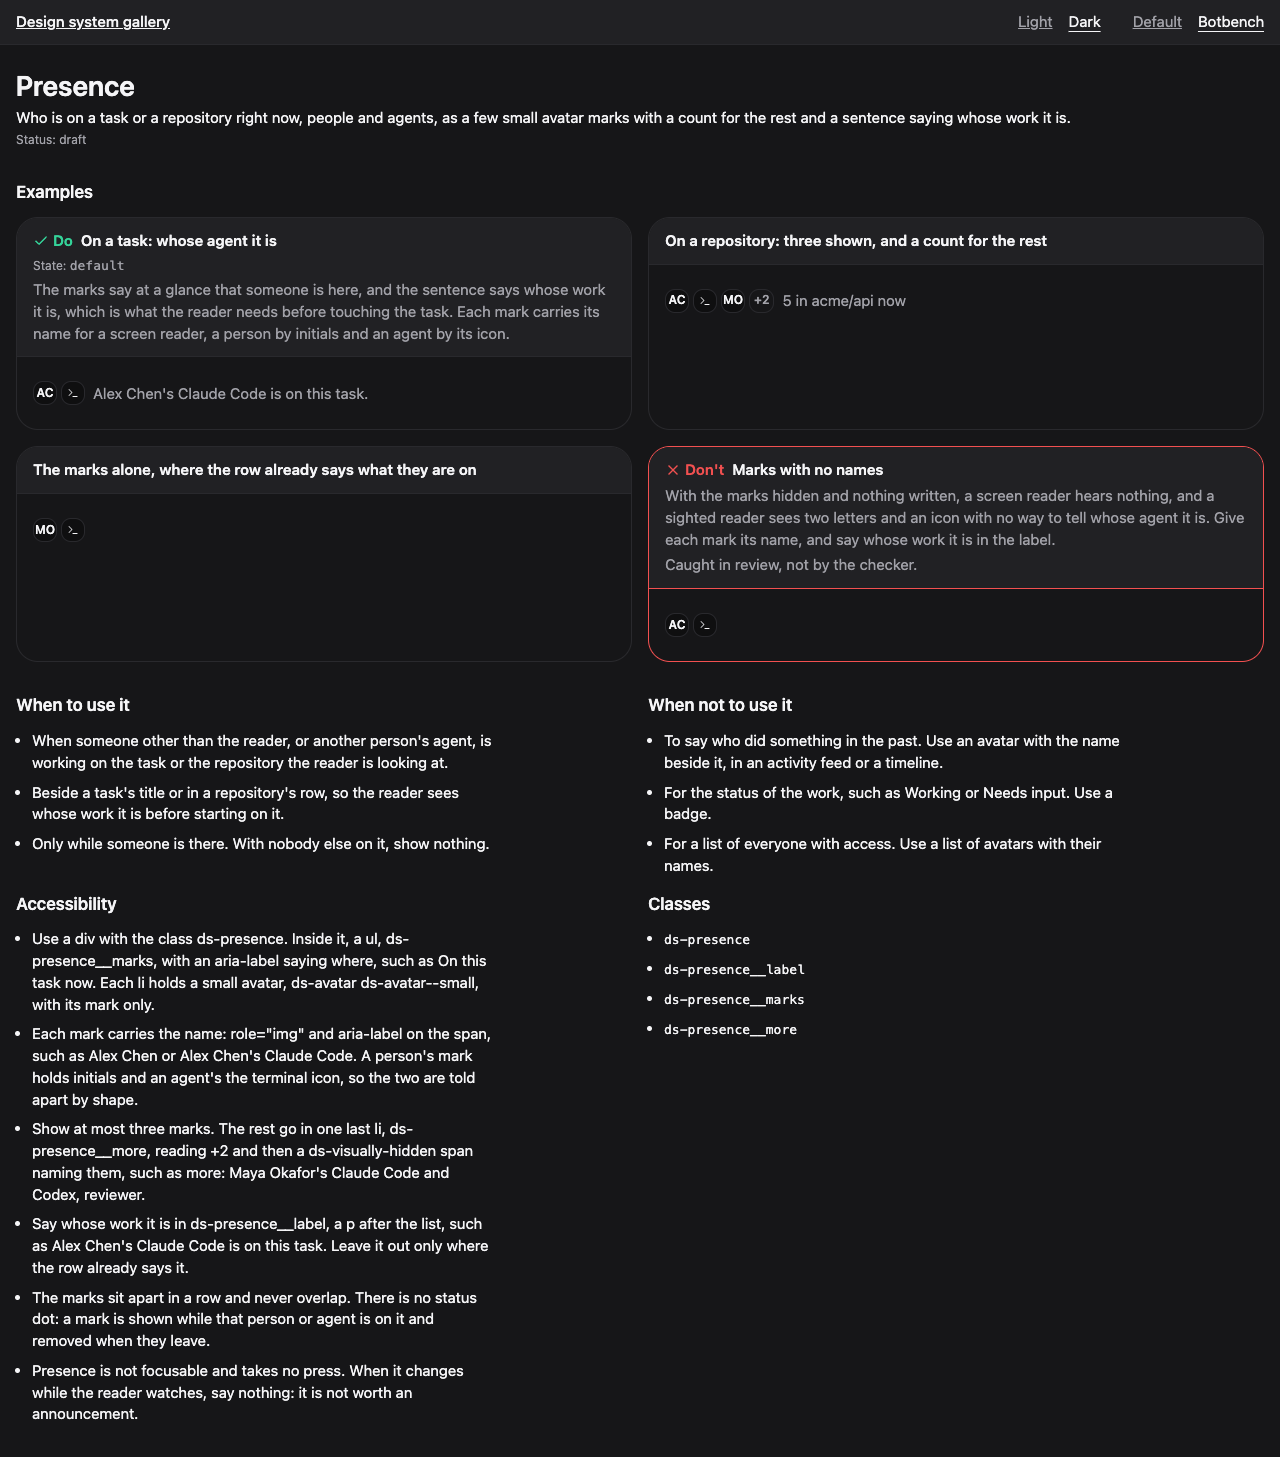 Design system gallery
Light Dark Default Botbench
Presence
Who is on a task or a repository right now, people and agents, as a few small avatar marks with a count for the rest and a sentence saying whose work it is.
Status: draft
Examples
Do On a task: whose agent it is
State: default
The marks say at a glance that someone is here, and the sentence says whose work
it is, which is what the reader needs before touching the task. Each mark carries its
name for a screen reader, a person by initials and an agent by its icon.
AC Alex Chen's Claude Code is on this task.
On a repository: three shown, and a count for the rest
AC MO +2 5 in acme/api now
The marks alone, where the row already says what they are on
MO
Don't Marks with no names
With the marks hidden and nothing written, a screen reader hears nothing, and a
sighted reader sees two letters and an icon with no way to tell whose agent it is. Give
each mark its name, and say whose work it is in the label.
Caught in review, not by the checker.
AC
When to use it
When someone other than the reader, or another person's agent, is
working on the task or the repository the reader is looking at.
Beside a task's title or in a repository's row, so the reader sees
whose work it is before starting on it.
Only while someone is there. With nobody else on it, show nothing.
When not to use it
To say who did something in the past. Use an avatar with the name
beside it, in an activity feed or a timeline.
For the status of the work, such as Working or Needs input. Use a
badge.
For a list of everyone with access. Use a list of avatars with their
names.
Accessibility
Use a div with the class ds-presence. Inside it, a ul, ds-
presence__marks, with an aria-label saying where, such as On this
task now. Each li holds a small avatar, ds-avatar ds-avatar--small,
with its mark only.
Each mark carries the name: role="img" and aria-label on the span,
such as Alex Chen or Alex Chen's Claude Code. A person's mark
holds initials and an agent's the terminal icon, so the two are told
apart by shape.
Show at most three marks. The rest go in one last li, ds-
presence__more, reading +2 and then a ds-visually-hidden span
naming them, such as more: Maya Okafor's Claude Code and
Codex, reviewer.
Say whose work it is in ds-presence__label, a p after the list, such
as Alex Chen's Claude Code is on this task. Leave it out only where
the row already says it.
The marks sit apart in a row and never overlap. There is no status
dot: a mark is shown while that person or agent is on it and
removed when they leave.
Presence is not focusable and takes no press. When it changes
while the reader watches, say nothing: it is not worth an
announcement.
Classes
ds-presence
ds-presence__label
ds-presence__marks
ds-presence__more